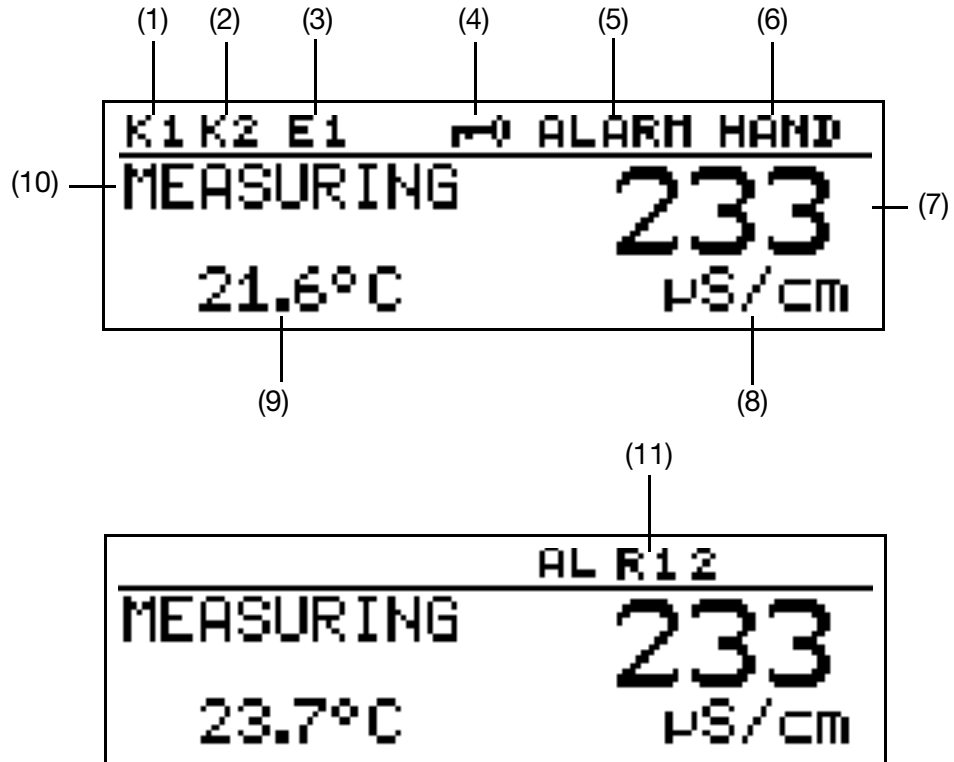 (1) (2) (3) (4) (5) (6)
K1 K2 E1 ALARM HAND
(10) MEASURING 233 (7)
21.6°C µS/cm
(9) (8)
(11)
AL R12
MEASURING 233
23.7°C µS/cm